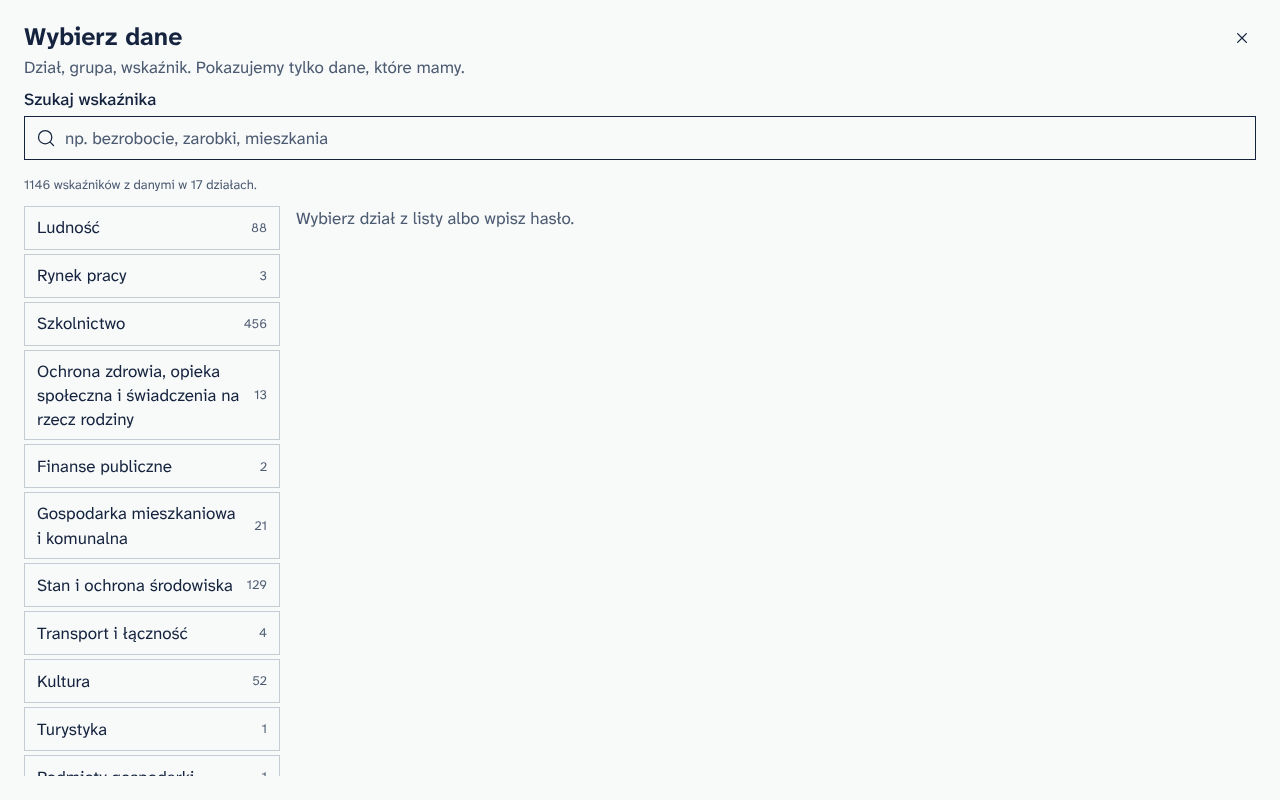 Wybierz dane
Dział, grupa, wskaźnik. Pokazujemy tylko dane, które mamy.
Szukaj wskaźnika
np. bezrobocie, zarobki, mieszkania
1146 wskaźników z danymi w 17 działach.
Ludność 88
Wybierz dział z listy albo wpisz hasło.
Rynek pracy 3
Szkolnictwo 456
Ochrona zdrowia, opieka
społeczna i świadczenia na 13
rzecz rodziny
Finanse publiczne 2
Gospodarka mieszkaniowa
i komunalna 21
Stan i ochrona środowiska 129
Transport i łączność 4
Kultura 52
Turystyka 1
Podmioty gospodarki 1